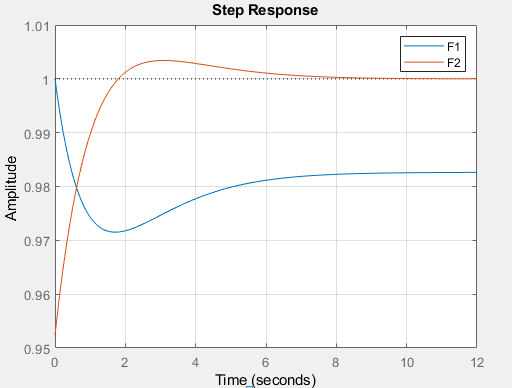 Step Response
1.01
1
0.99
0.98
0.97
0.96
0.95
Amplitude
F1
F2
0 2 4 6 8 10 12
Time (seconds)